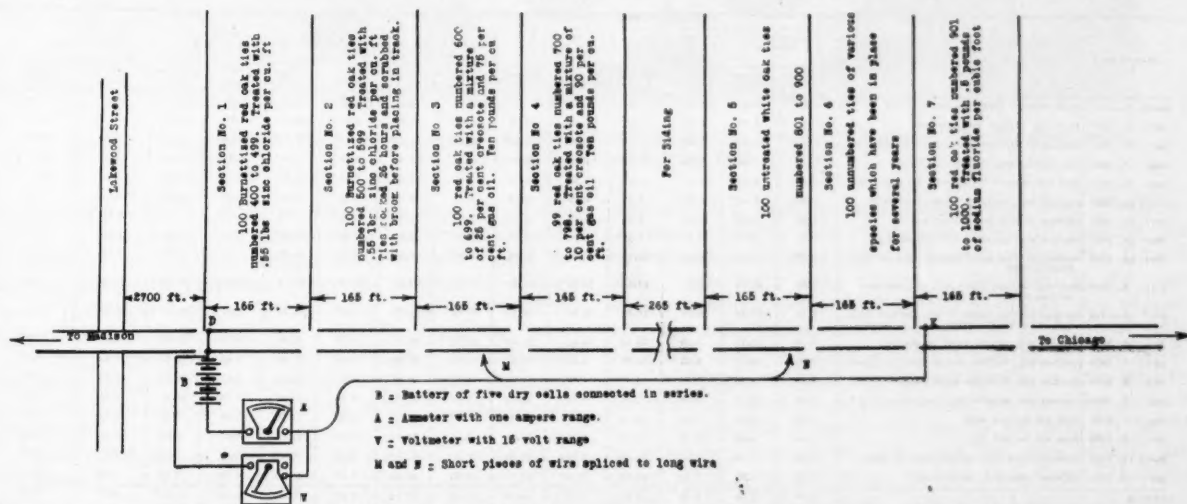 Lakewood Street
Section No. 1
100 Burnetized red oak ties
numbered 400 to 499. Treated with
.55 lbs zinc chloride per cu. ft
Section No. 2
100 Burnettized red oak ties
numbered 500 to 599 Treated with
.55 lbs zinc chloride per cu. ft
Ties soaked 26 hours and scrubbed
with broom before placing in track.
Section No 3
100 red oak ties numbered 600
to 699. Treated with a mixture
of 25 per cent creosote and 75 per
cent gas oil. Ten pounds per cu
ft.
Section No 4
99 red oak ties numbered 700
to 798. Treated with a mixture of
10 per cent creosote and 90 per
cent gas oil Ten pounds per cu.
ft.
For Siding
Section No. 5
100 untreated white oak ties
numbered 801 to 900
Section No. 6
100 unnumbered ties of various
species which have been in place
for several years
Section No. 7
100 red oak ties numbered 901
to 1000. Treated with .5 pounds
of sodium fluoride per cubic foot
2700 ft.
165 ft.
165 ft.
165 ft.
165 ft.
265 ft.
165 ft.
165 ft.
165 ft.
D
K
To Madison
To Chicago
M
N
B
A
V
B = Battery of five dry cells connected in series.
A = Ammeter with one ampere range.
V = Voltmeter with 15 volt range
M and N = Short pieces of wire spliced to long wire